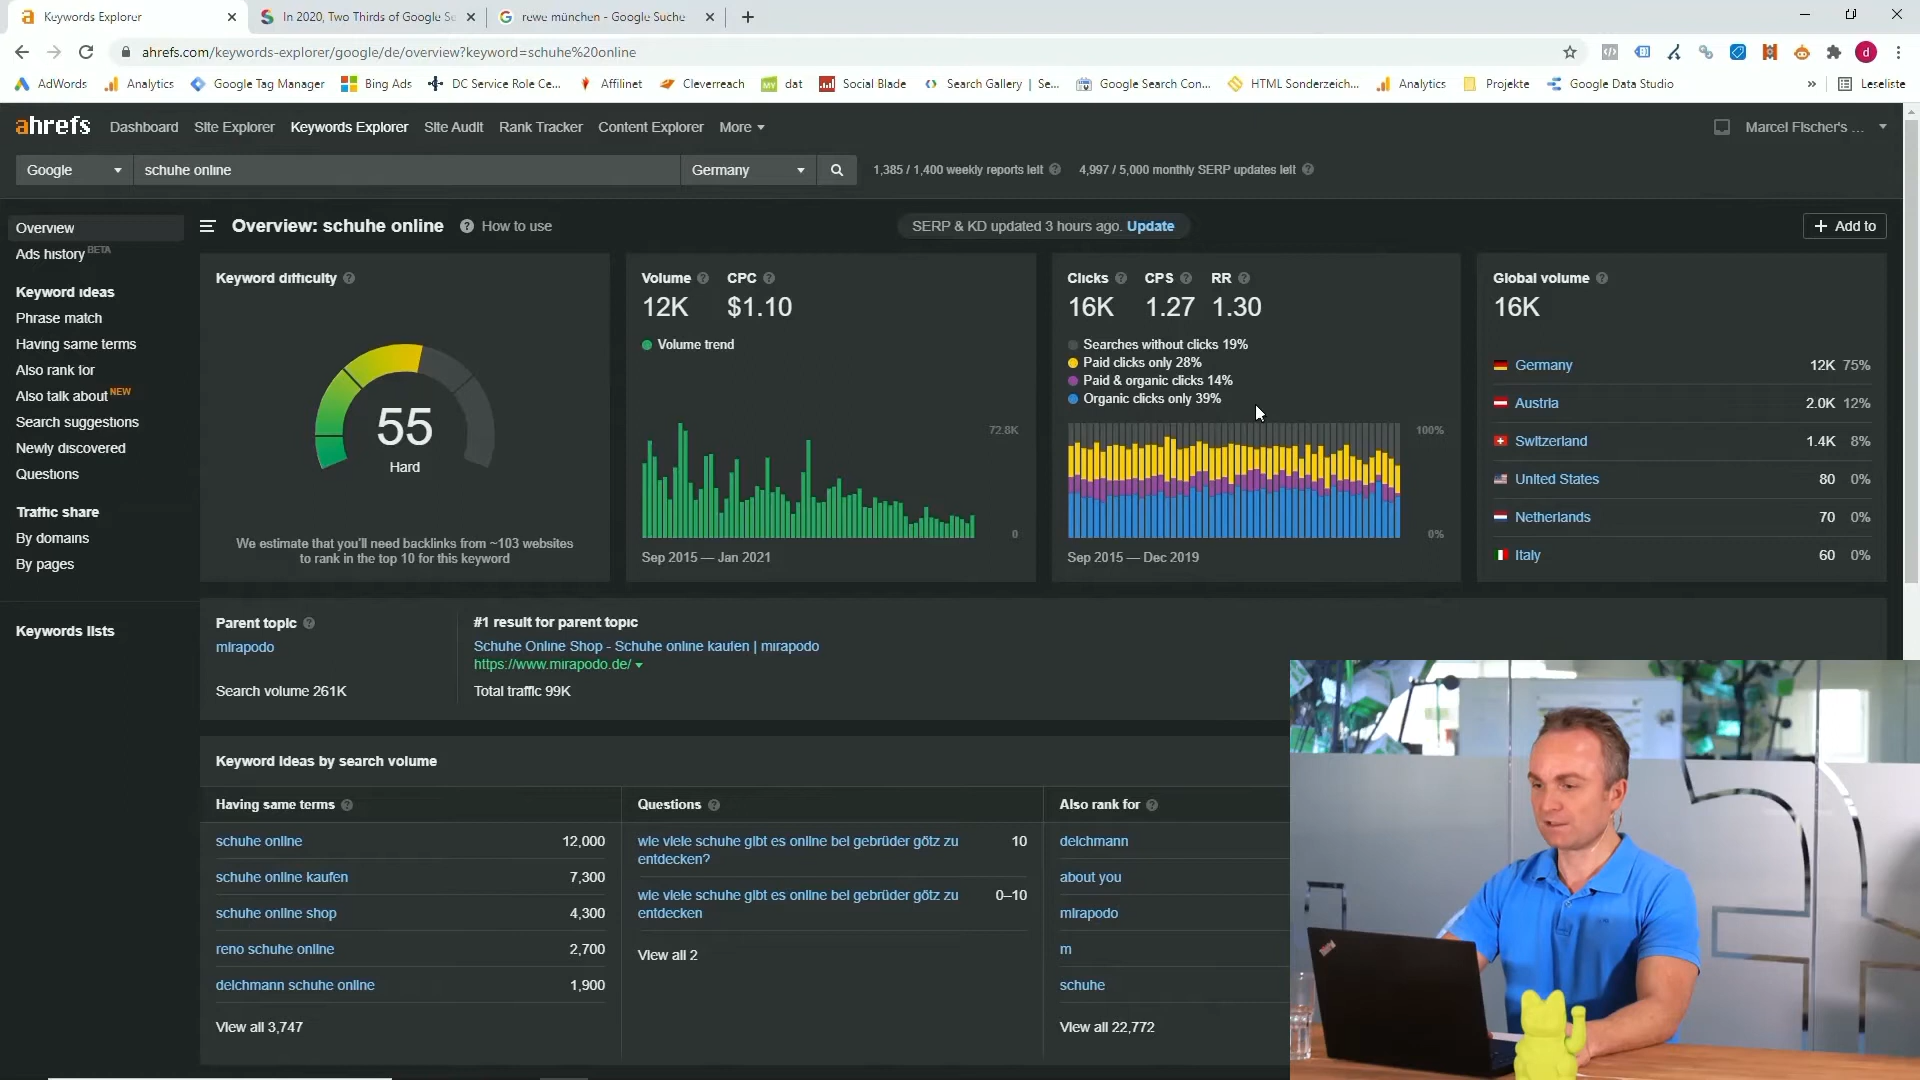 Keywords Explorer
In 2020, Two Thirds of Google Se
rewe münchen - Google Suche
ahrefs.com/keywords-explorer/google/de/overview?keyword=schuhe%20online
d
AdWords
Analytics
Google Tag Manager
Bing Ads
DC Service Role Ce...
Affilinet
Cleverreach
dat
Social Blade
Search Gallery | Se...
Google Search Con...
HTML Sonderzeich...
Analytics
Projekte
Google Data Studio
»
Leseliste
ahrefs
Dashboard
Site Explorer
Keywords Explorer
Site Audit
Rank Tracker
Content Explorer
More
Marcel Fischer's ...
Google
schuhe online
Germany
1,385 / 1,400 weekly reports left
4,997 / 5,000 monthly SERP updates left
Overview
Ads history BETA
Keyword ideas
Phrase match
Having same terms
Also rank for
Also talk about NEW
Search suggestions
Newly discovered
Questions
Traffic share
By domains
By pages
Keywords lists
Overview: schuhe online
How to use
SERP & KD updated 3 hours ago. Update
+ Add to
Keyword difficulty
55
Hard
We estimate that you'll need backlinks from ~103 websites
to rank in the top 10 for this keyword
Volume CPC
12K $1.10
Volume trend
72.8K
0
Sep 2015 — Jan 2021
Clicks CPS RR
16K 1.27 1.30
Searches without clicks 19%
Paid clicks only 28%
Paid & organic clicks 14%
Organic clicks only 39%
100%
0%
Sep 2015 — Dec 2019
Global volume
16K
Germany 12K 75%
Austria 2.0K 12%
Switzerland 1.4K 8%
United States 80 0%
Netherlands 70 0%
Italy 60 0%
Parent topic
mirapodo
Search volume 261K
#1 result for parent topic
Schuhe Online Shop - Schuhe online kaufen | mirapodo
https://www.mirapodo.de/
Total traffic 99K
Keyword ideas by search volume
Having same terms
schuhe online 12,000
schuhe online kaufen 7,300
schuhe online shop 4,300
reno schuhe online 2,700
deichmann schuhe online 1,900
View all 3,747
Questions
wie viele schuhe gibt es online bei gebrüder götz zu 10
entdecken?
wie viele schuhe gibt es online bei gebrüder götz zu 0–10
entdecken
View all 2
Also rank for
deichmann
about you
mirapodo
m
schuhe
View all 22,772